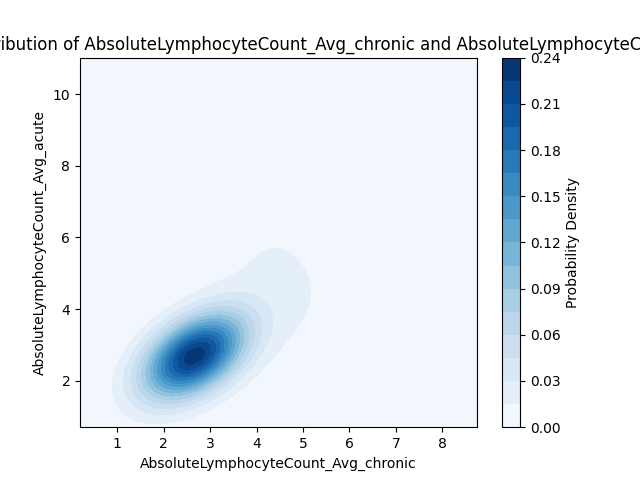 ribution of AbsoluteLymphocyteCount_Avg_chronic and AbsoluteLymphocyteC
AbsoluteLymphocyteCount_Avg_acute
10
8
6
4
2
1 2 3 4 5 6 7 8
AbsoluteLymphocyteCount_Avg_chronic
0.24
0.21
0.18
0.15
0.12
0.09
0.06
0.03
0.00
Probability Density